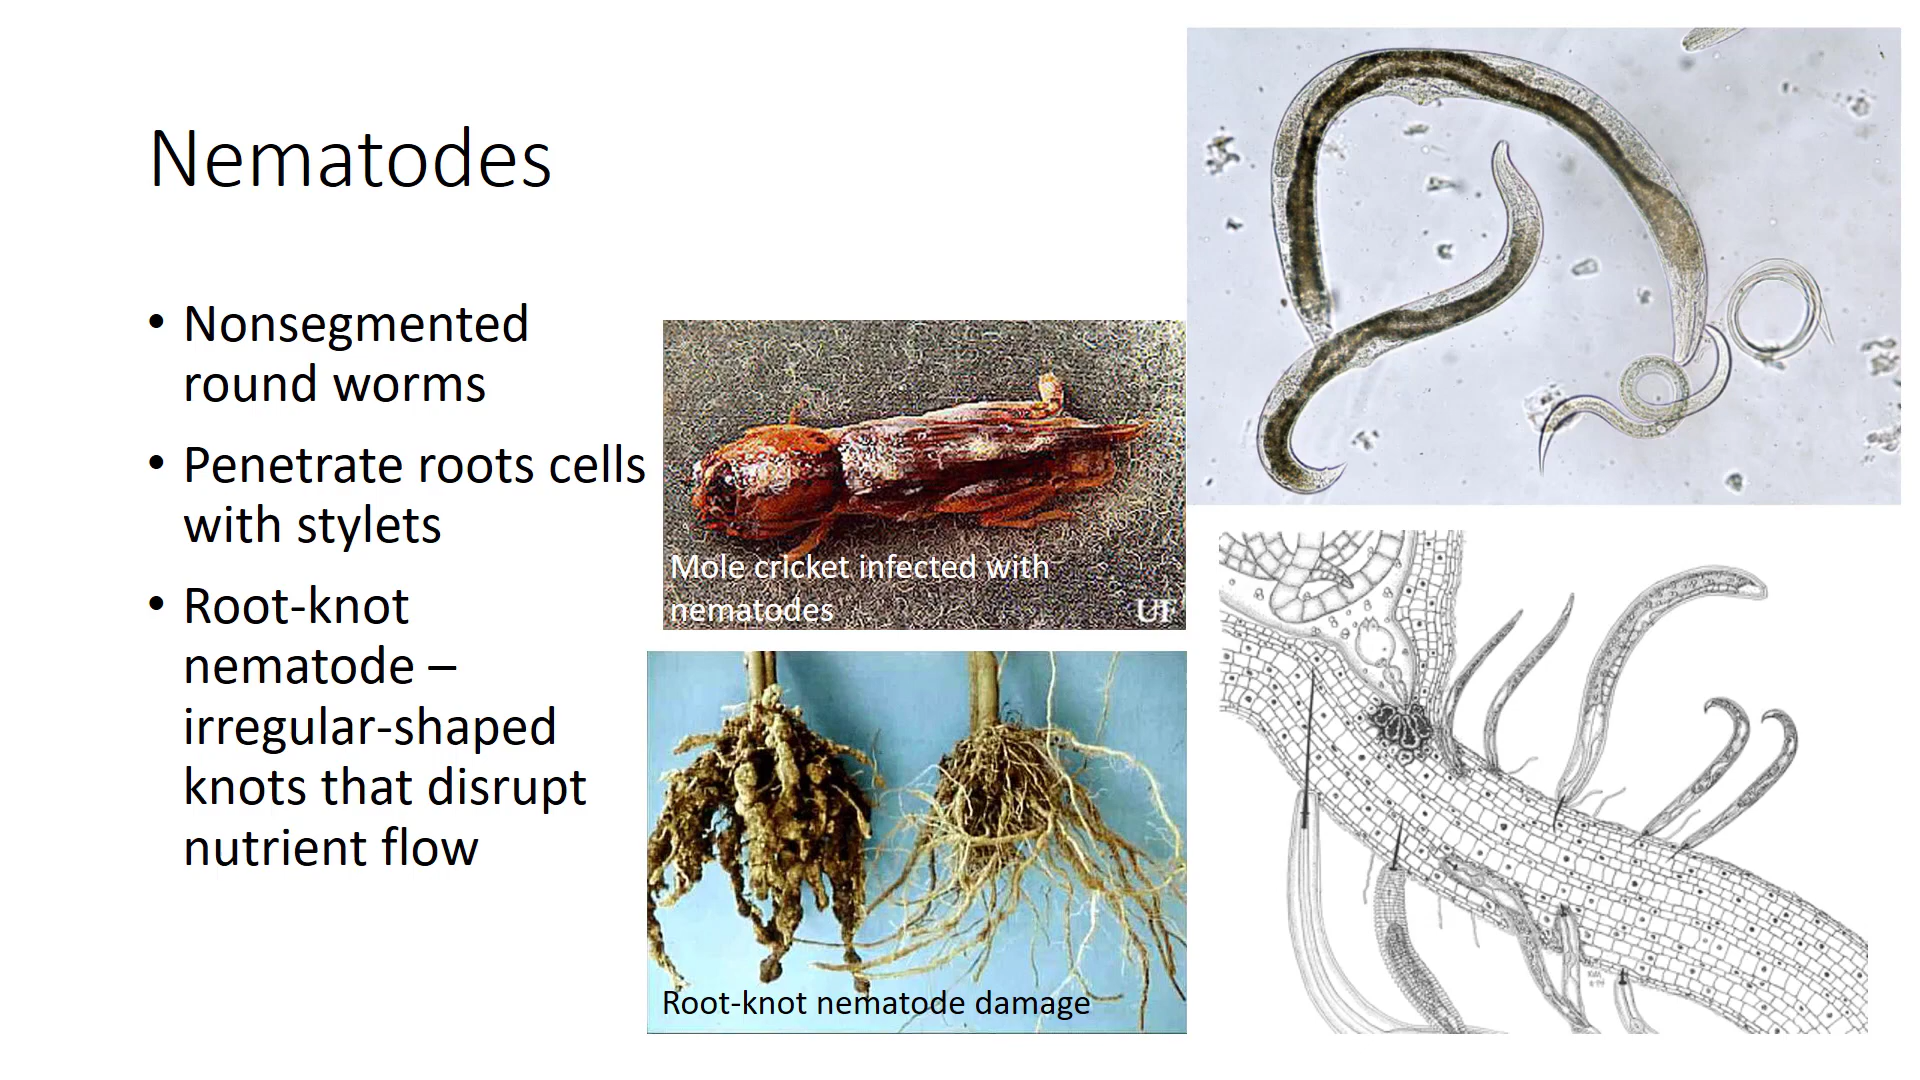 Nematodes
• Nonsegmented
round worms
• Penetrate roots cells
with stylets
• Root-knot
nematode –
irregular-shaped
knots that disrupt
nutrient flow
Mole cricket infected with
nematodes
UF
Root-knot nematode damage